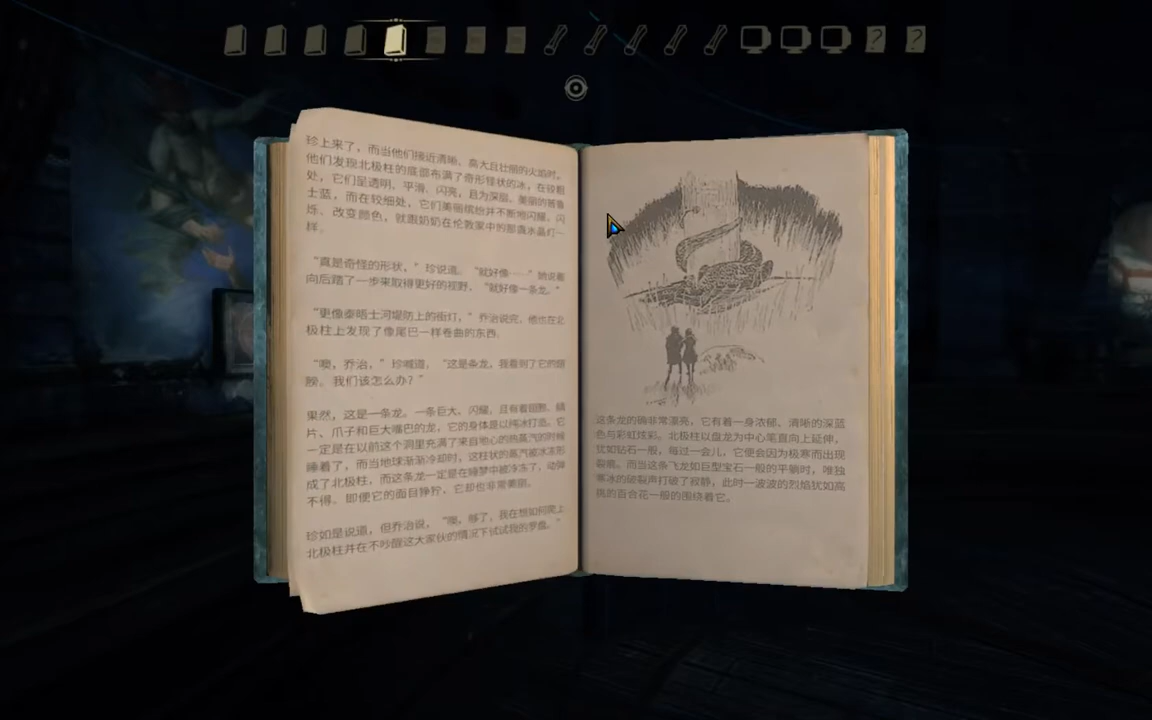 珍上来了，而当他们接近清晰、高大且壮丽的火焰时，
他们发现北极柱的底部布满了奇形怪状的冰，在较粗
处，它们呈透明、平滑、闪亮，且为深邃、美丽的普鲁
士蓝，而在较细处，它们美丽缤纷并不断地闪耀、闪
烁、改变颜色，就跟奶奶在伦敦家中的那盏水晶灯一
样。
“真是奇怪的形状，”珍说道。“就好像……”她说着
向后踏了一步来取得更好的视野，“就好像一条龙。”
“更像泰晤士河堤防上的街灯，”乔治说完，他也在北
极柱上发现了像尾巴一样卷曲的东西。
“噢，乔治，”珍喊道，“这是条龙，我看到了它的翅
膀。我们该怎么办？”
果然，这是一条龙。一条巨大、闪耀，且有着翅膀、鳞
片、爪子和巨大嘴巴的龙，它的身体是以纯冰打造。它
一定是在以前这个洞里充满了来自地心的热蒸汽的时候
睡着了，而当地球渐渐冷却时，这柱状的蒸汽被冰冻形
成了北极柱，而这条龙一定是在睡梦中被冷冻了，动弹
不得。即便它的面目狰狞，它却也非常美丽。
珍如是说道，但乔治说，“噢，够了，我在想如何爬上
北极柱并在不吵醒这大家伙的情况下试试我的罗盘。”
这条龙的确非常漂亮，它有着一身浓郁、清晰的深蓝
色与彩虹炫彩。北极柱以盘龙为中心笔直向上延伸，
犹如钻石一般，每过一会儿，它便会因为极寒而出现
裂痕。而当这条飞龙如巨型宝石一般的平躺时，唯独
寒冰的破裂声打破了寂静，此时一波波的烈焰犹如高
挑的百合花一般的围绕着它。